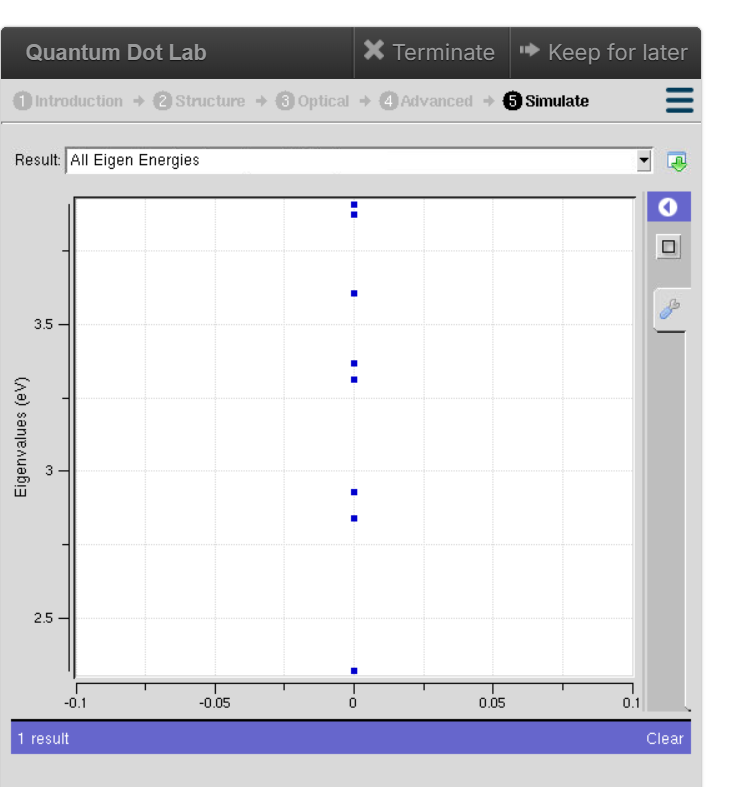 Quantum Dot Lab
Terminate
Keep for later
1 Introduction
2 Structure
3 Optical
4 Advanced
5 Simulate
Result: All Eigen Energies
3.5
3
2.5
Eigenvalues (eV)
-0.1
-0.05
0
0.05
0.1
1 result
Clear